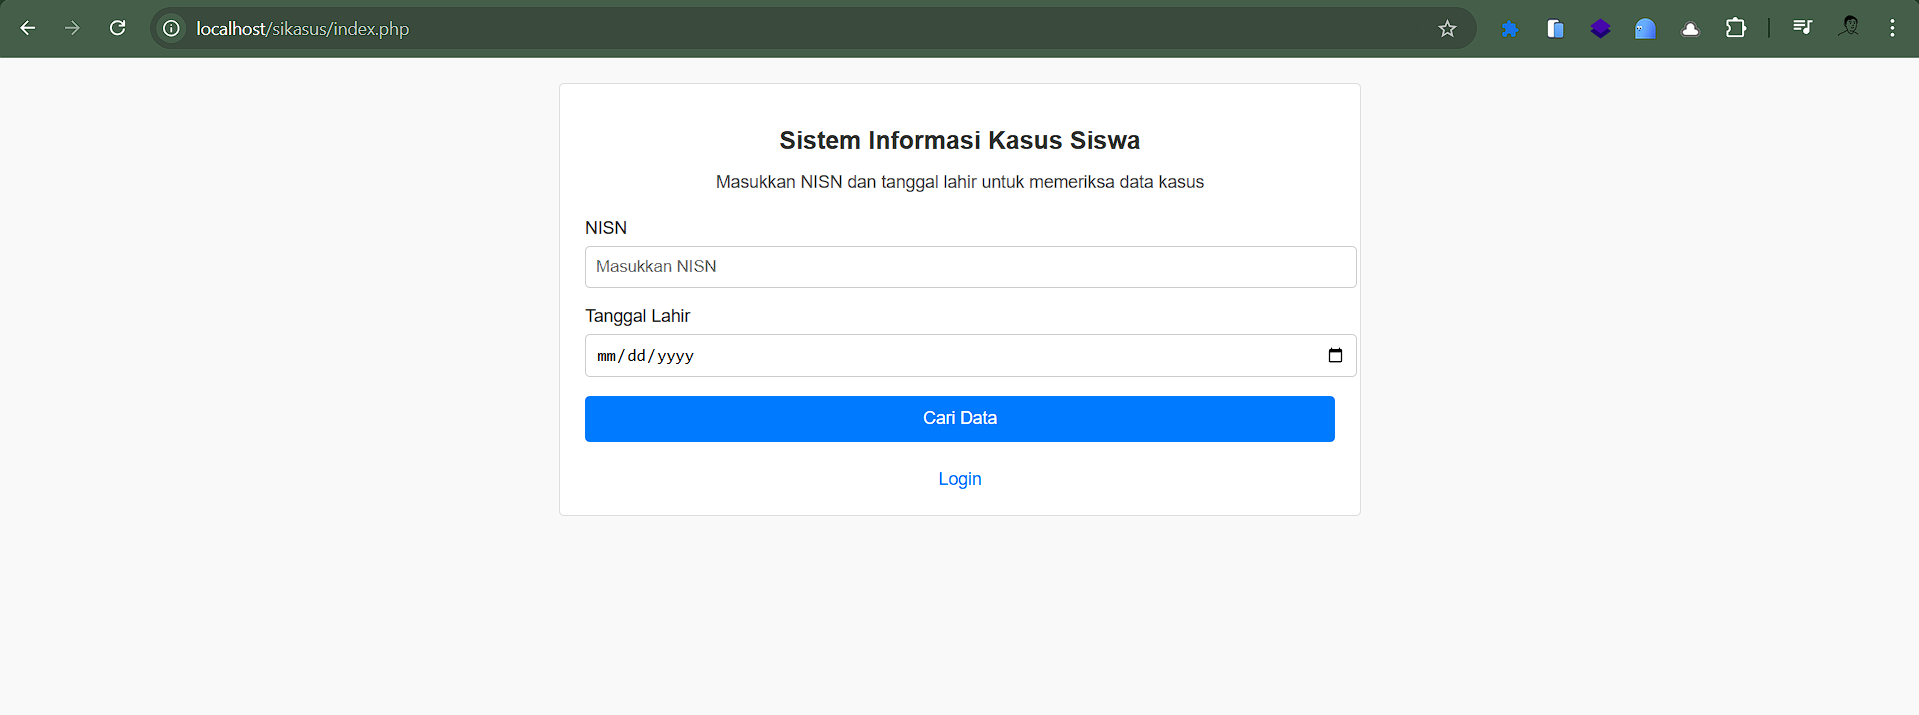 localhost/sikasus/index.php
Sistem Informasi Kasus Siswa
Masukkan NISN dan tanggal lahir untuk memeriksa data kasus
NISN
Masukkan NISN
Tanggal Lahir
mm/dd/yyyy
Cari Data
Login